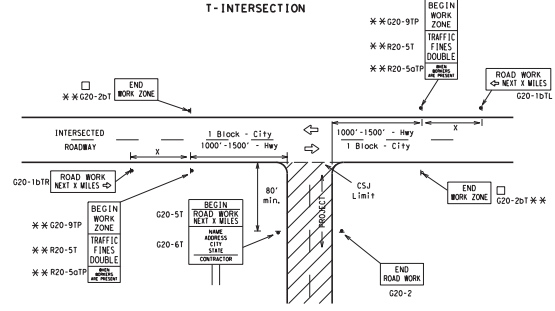 T-INTERSECTION
BEGIN
WORK
ZONE
✶ ✶ G20-9TP
TRAFFIC
FINES
DOUBLE
✶ ✶ R20-5T
WHEN
WORKERS
ARE PRESENT
✶ ✶ R20-5aTP
ROAD WORK
⇦ NEXT X MILES
G20-1bTL
END
WORK ZONE
✶ ✶ G20-2bT
INTERSECTED
ROADWAY
1 Block - City
1000'-1500' - Hwy
1000'-1500' - Hwy
1 Block - City
X
X
ROAD WORK
NEXT X MILES ⇨
G20-1bTR
80'
min.
CSJ
Limit
PROJECT
END
WORK ZONE
G20-2bT ✶ ✶
BEGIN
WORK
ZONE
✶ ✶ G20-9TP
TRAFFIC
FINES
DOUBLE
✶ ✶ R20-5T
WHEN
WORKERS
ARE PRESENT
✶ ✶ R20-5aTP
G20-5T
BEGIN
ROAD WORK
NEXT X MILES
G20-6T
NAME
ADDRESS
CITY
STATE
CONTRACTOR
END
ROAD WORK
G20-2